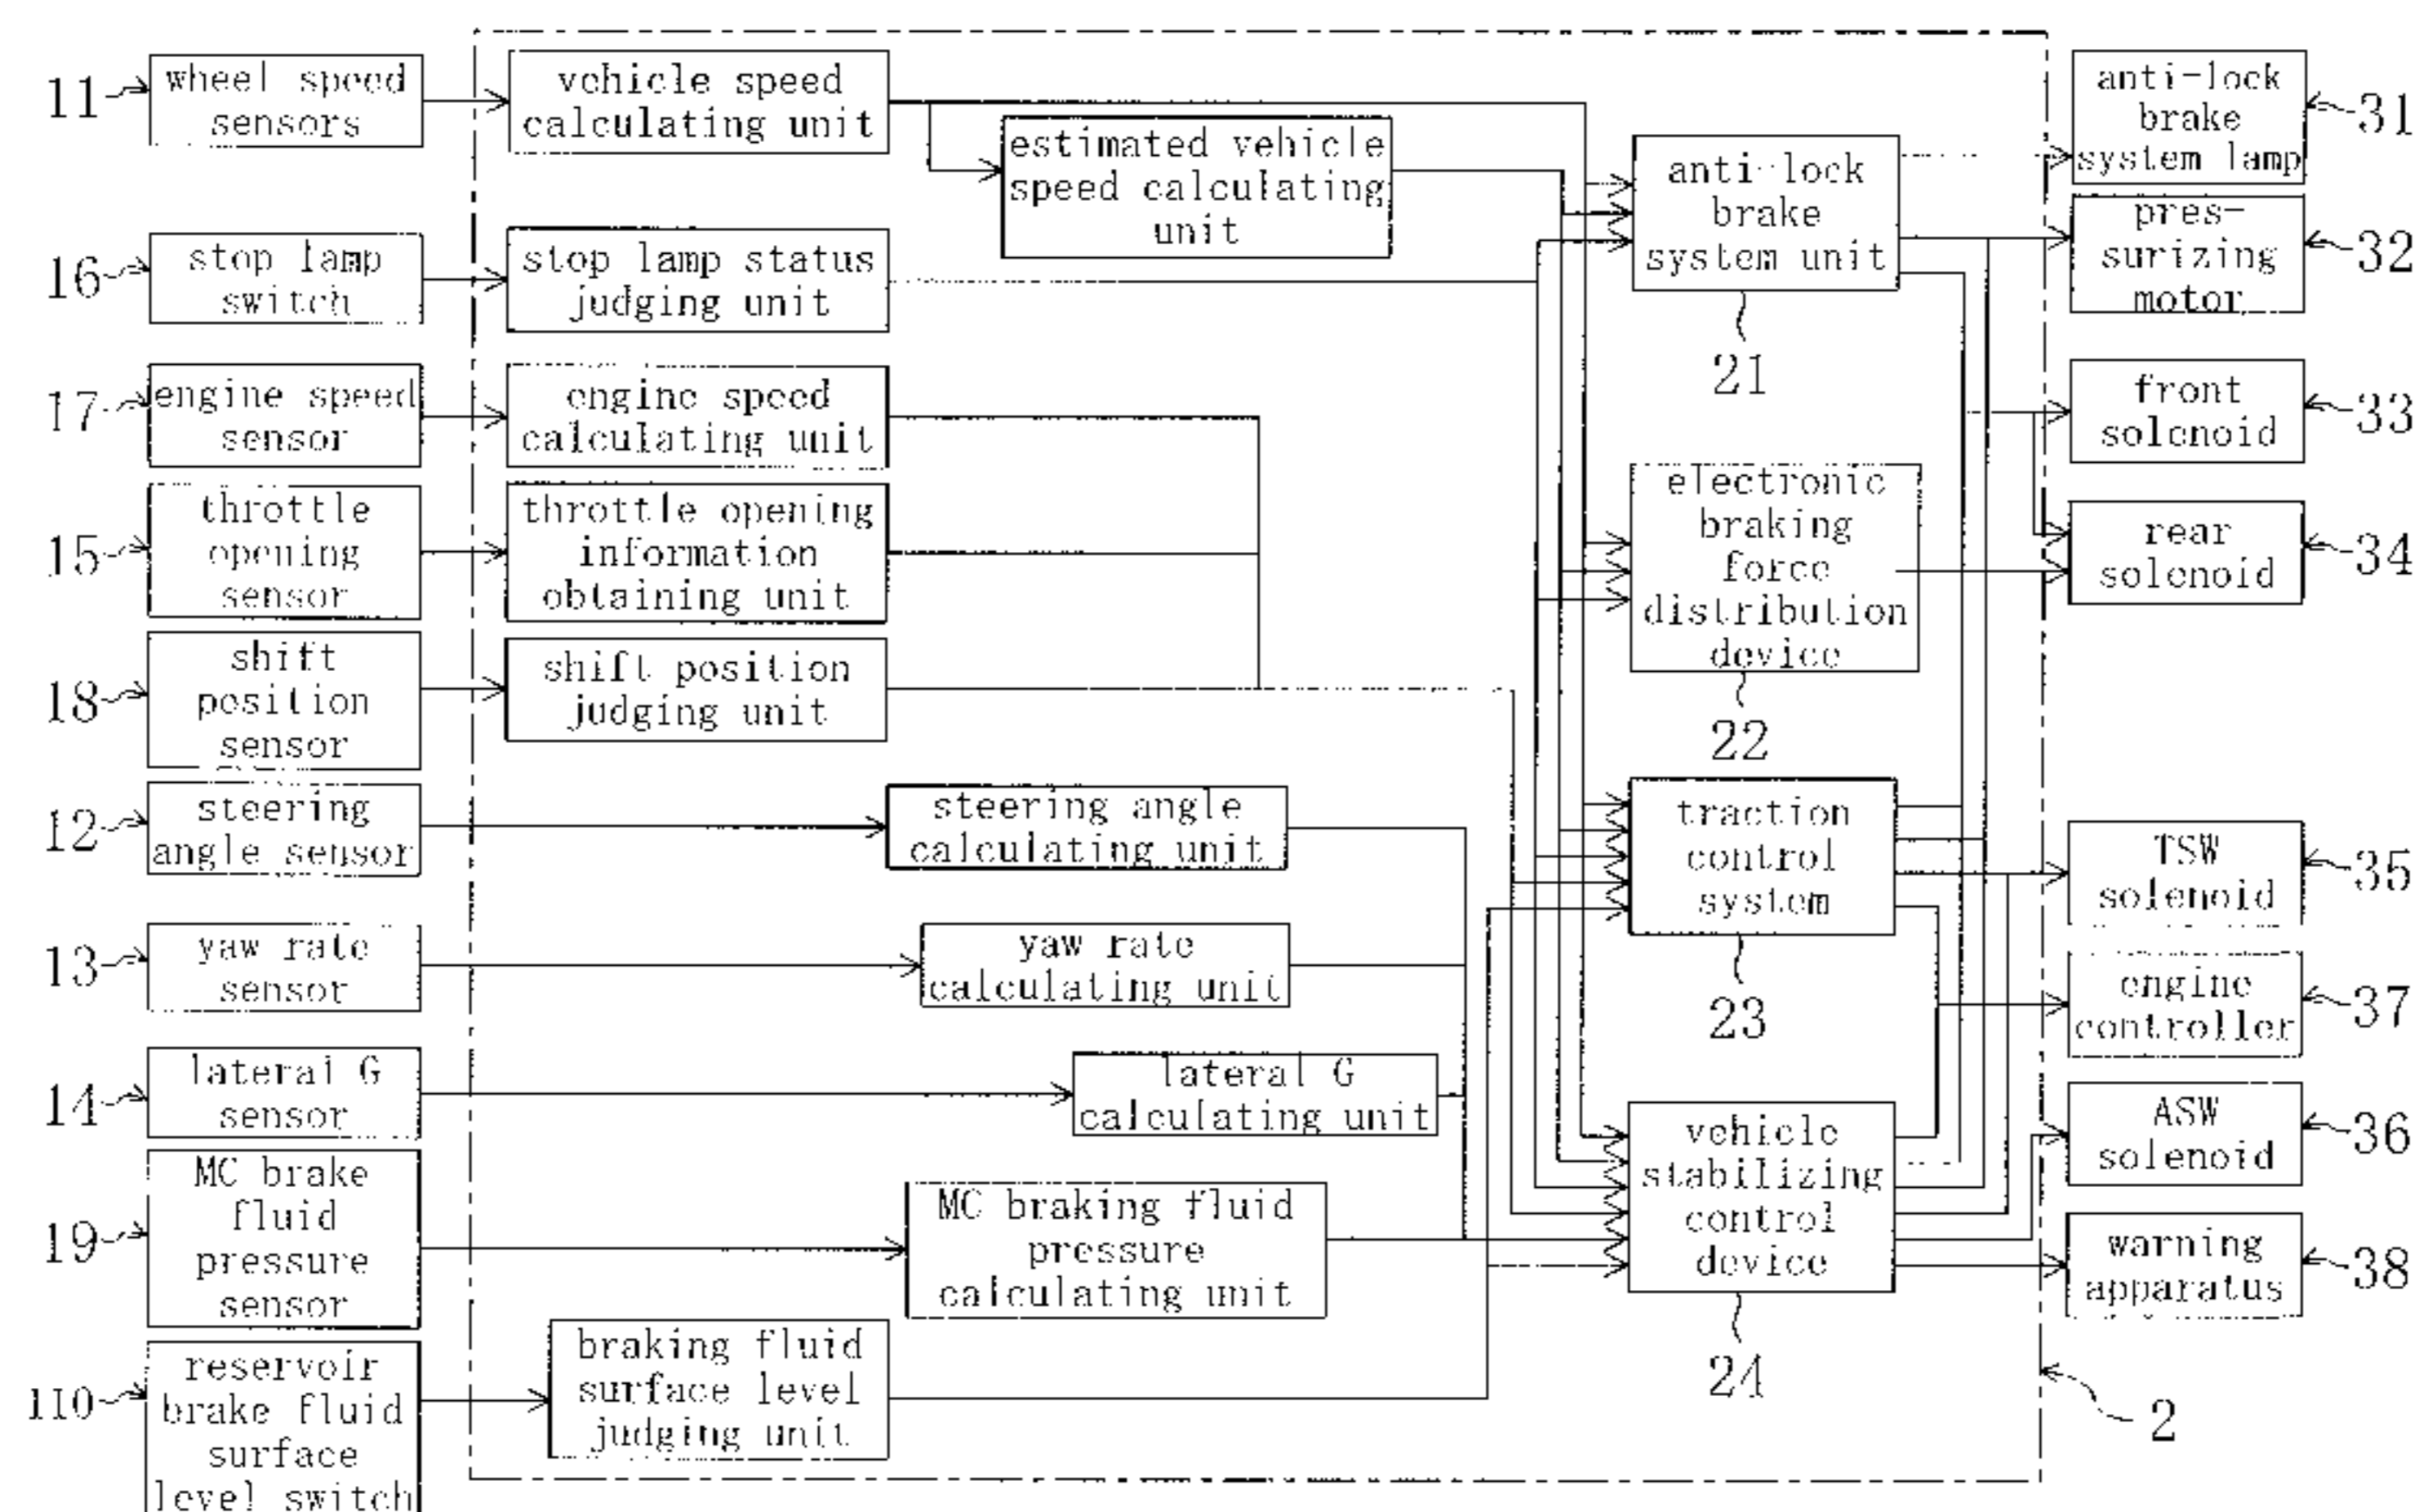 11
wheel speed
sensors
vehicle speed
calculating unit
estimated vehicle
speed calculating
unit
16
stop lamp
switch
stop lamp status
judging unit
17
engine speed
sensor
engine speed
calculating unit
15
throttle
opening
sensor
throttle opening
information
obtaining unit
18
shift
position
sensor
shift position
judging unit
12
steering
angle sensor
steering angle
calculating unit
13
yaw rate
sensor
yaw rate
calculating unit
14
lateral G
sensor
lateral G
calculating unit
19
MC brake
fluid
pressure
sensor
MC braking fluid
pressure
calculating unit
110
reservoir
brake fluid
surface
level switch
braking fluid
surface level
judging unit
anti-lock
brake
system unit
21
electronic
braking
force
distribution
device
22
traction
control
system
23
vehicle
stabilizing
control
device
24
anti-lock
brake
system lamp
31
pres-
surizing
motor
32
front
solenoid
33
rear
solenoid
34
TSW
solenoid
35
engine
controller
37
ASW
solenoid
36
warning
apparatus
38
2